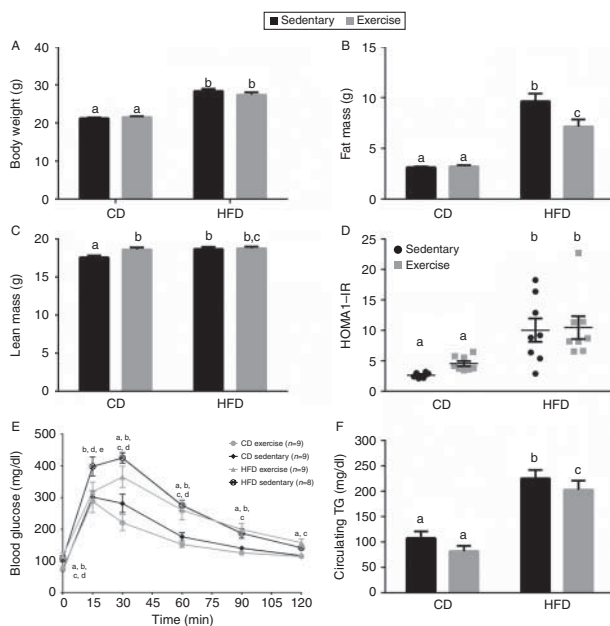 Sedentary Exercise
A
Body weight (g)
40
30
20
10
0
a a b b
CD HFD
B
Fat mass (g)
15
10
5
0
a a b c
CD HFD
C
Lean mass (g)
20
15
10
5
0
a b b b,c
CD HFD
D
HOMA1–IR
25
20
15
10
5
0
Sedentary
Exercise
a a b b
CD HFD
E
Blood glucose (mg/dl)
500
400
300
200
100
0
a, b,
c, d
b, d, e
a, b,
c, d
a, b,
c, d
a, b,
c
a, c
CD exercise (n=9)
CD sedentary (n=9)
HFD exercise (n=9)
HFD sedentary (n=8)
0 15 30 45 60 75 90 105 120
Time (min)
F
Circulating TG (mg/dl)
250
200
150
100
50
0
a a b c
CD HFD